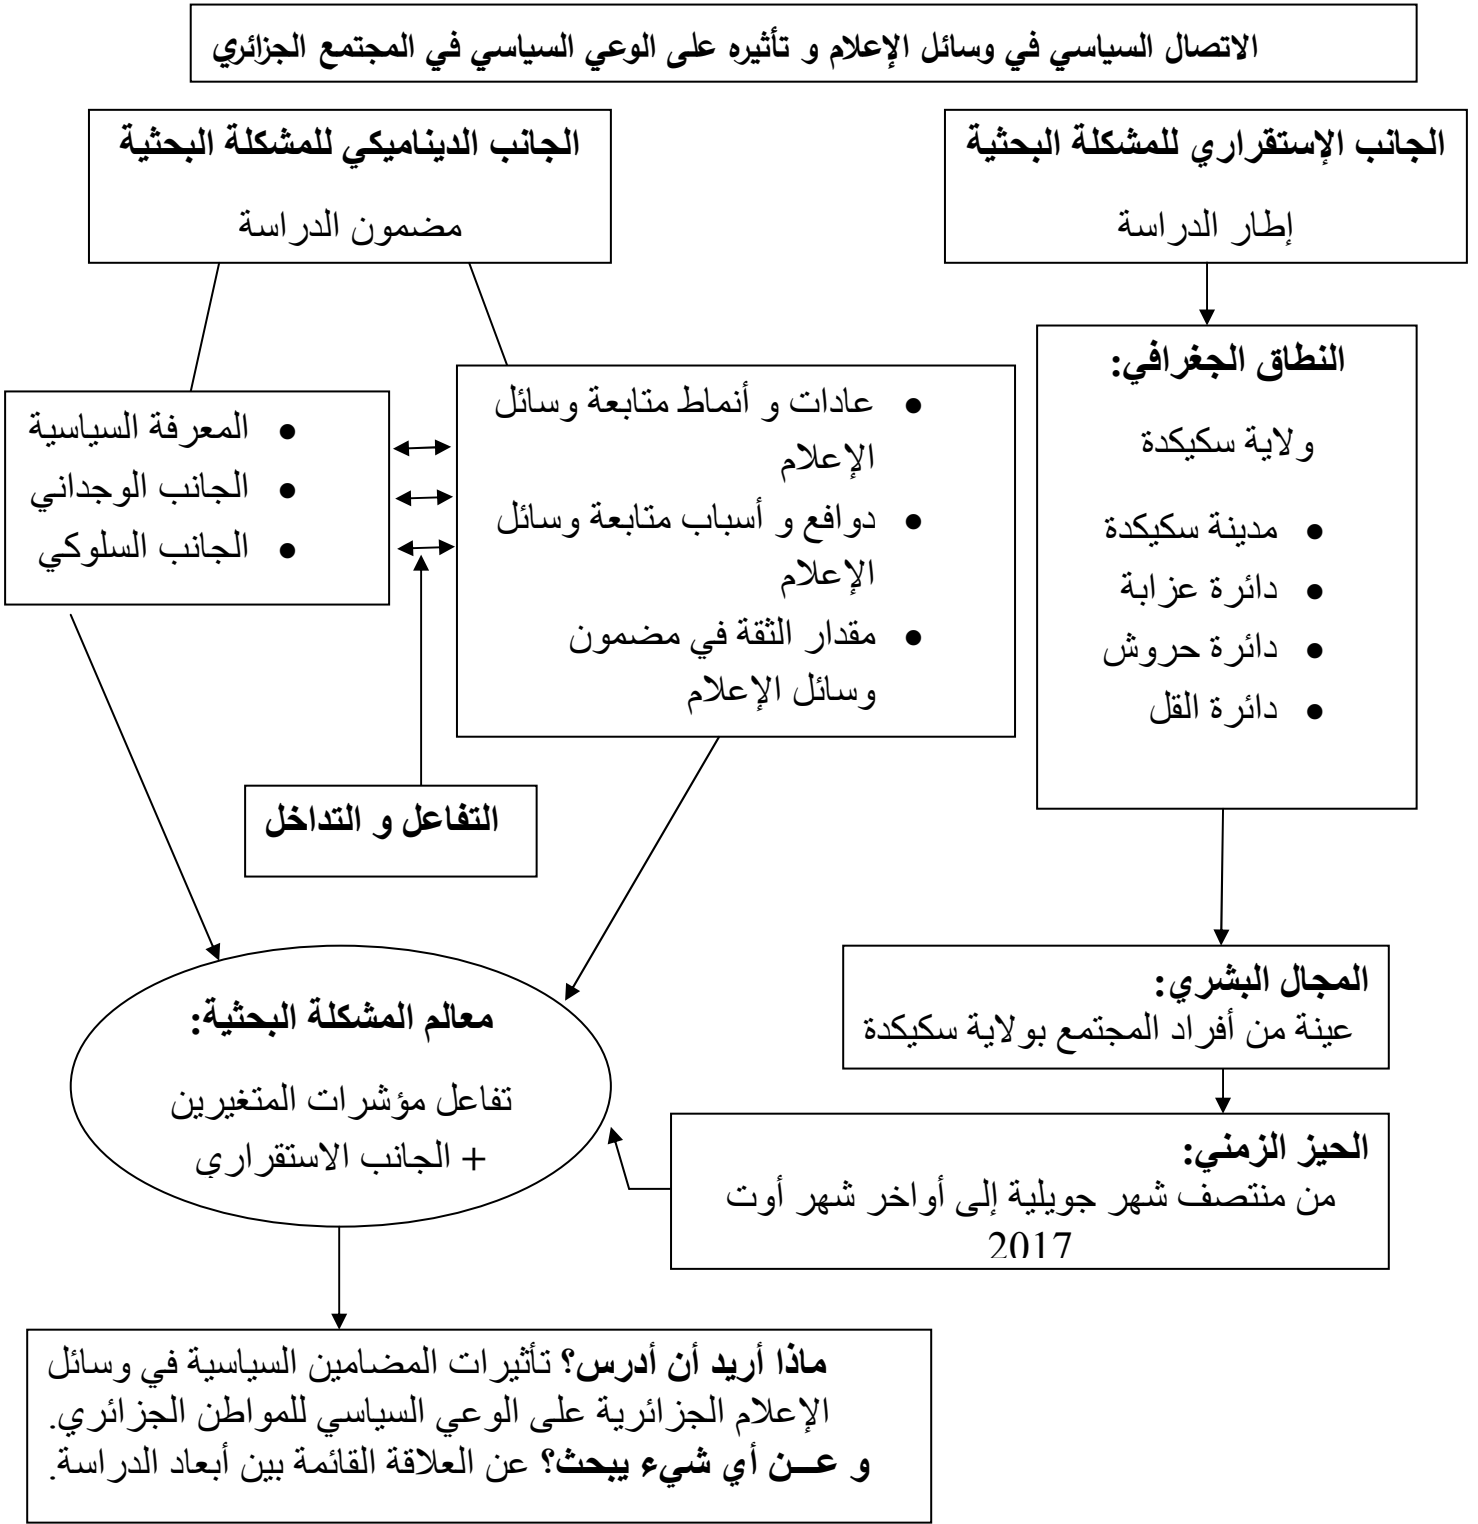 الاتصال السياسي في وسائل الإعلام و تأثيره على الوعي السياسي في المجتمع الجزائري
الجانب الإستقراري للمشكلة البحثية
إطار الدراسة
الجانب الديناميكي للمشكلة البحثية
مضمون الدراسة
النطاق الجغرافي:
ولاية سكيكدة
• مدينة سكيكدة
• دائرة عزابة
• دائرة حروش
• دائرة القل
• عادات و أنماط متابعة وسائل
الإعلام
• دوافع و أسباب متابعة وسائل
الإعلام
• مقدار الثقة في مضمون
وسائل الإعلام
• المعرفة السياسية
• الجانب الوجداني
• الجانب السلوكي
التفاعل و التداخل
المجال البشري:
عينة من أفراد المجتمع بولاية سكيكدة
الحيز الزمني:
من منتصف شهر جويلية إلى أواخر شهر أوت
2017
معالم المشكلة البحثية:
تفاعل مؤشرات المتغيرين
+ الجانب الاستقراري
ماذا أريد أن أدرس؟ تأثيرات المضامين السياسية في وسائل
الإعلام الجزائرية على الوعي السياسي للمواطن الجزائري.
و عـــن أي شيء يبحث؟ عن العلاقة القائمة بين أبعاد الدراسة.